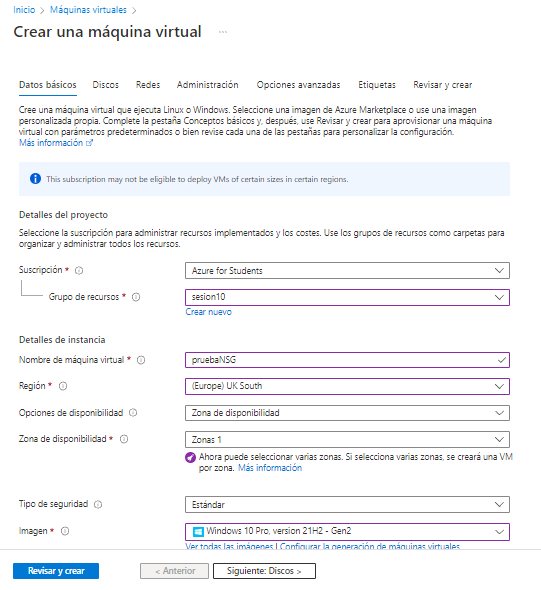 Inicio > Máquinas virtuales >
Crear una máquina virtual ...
Datos básicos Discos Redes Administración Opciones avanzadas Etiquetas Revisar y crear
Cree una máquina virtual que ejecuta Linux o Windows. Seleccione una imagen de Azure Marketplace o use una imagen
personalizada propia. Complete la pestaña Conceptos básicos y, después, use Revisar y crear para aprovisionar una máquina
virtual con parámetros predeterminados o bien revise cada una de las pestañas para personalizar la configuración.
Más información
This subscription may not be eligible to deploy VMs of certain sizes in certain regions.
Detalles del proyecto
Seleccione la suscripción para administrar recursos implementados y los costes. Use los grupos de recursos como carpetas para
organizar y administrar todos los recursos.
Suscripción * Azure for Students
Grupo de recursos * sesion10
Crear nuevo
Detalles de instancia
Nombre de máquina virtual * pruebaNSG
Región * (Europe) UK South
Opciones de disponibilidad Zona de disponibilidad
Zona de disponibilidad * Zonas 1
Ahora puede seleccionar varias zonas. Si selecciona varias zonas, se creará una VM
por zona. Más información
Tipo de seguridad Estándar
Imagen * Windows 10 Pro, version 21H2 - Gen2
Ver todas las imágenes | Configurar la generación de máquinas virtuales
Revisar y crear < Anterior Siguiente: Discos >